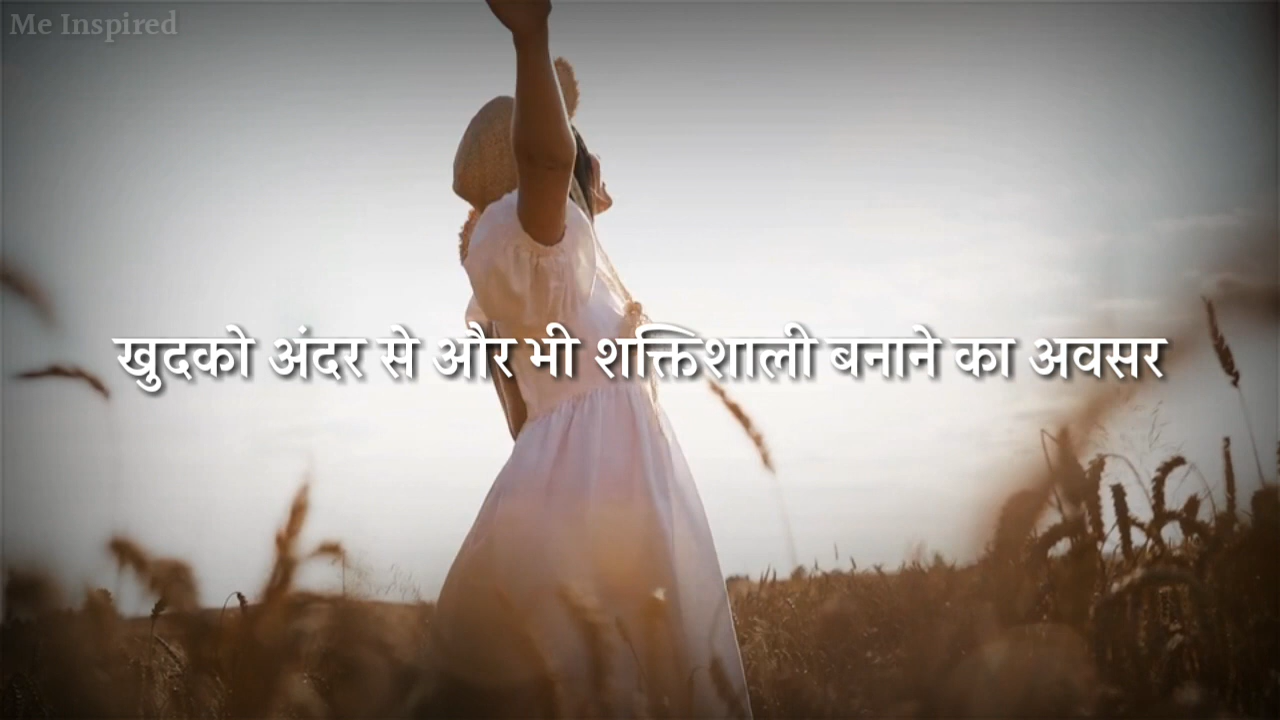 Me Inspired
खुदको अंदर से और भी शक्तिशाली बनाने का अवसर